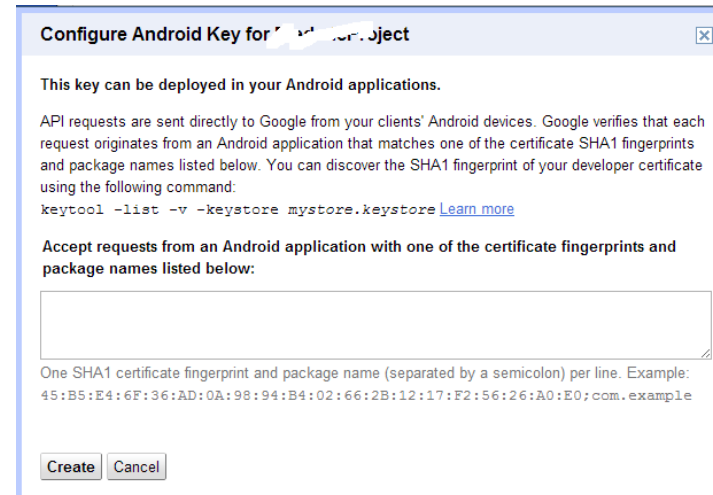 Configure Android Key for
This key can be deployed in your Android applications.
API requests are sent directly to Google from your clients' Android devices. Google verifies that each
request originates from an Android application that matches one of the certificate SHA1 fingerprints
and package names listed below. You can discover the SHA1 fingerprint of your developer certificate
using the following command:
keytool -list -v -keystore mystore.keystore Learn more
Accept requests from an Android application with one of the certificate fingerprints and
package names listed below:
One SHA1 certificate fingerprint and package name (separated by a semicolon) per line. Example:
45:B5:E4:6F:36:AD:0A:98:94:B4:02:66:2B:12:17:F2:56:26:A0:E0;com.example
Create Cancel